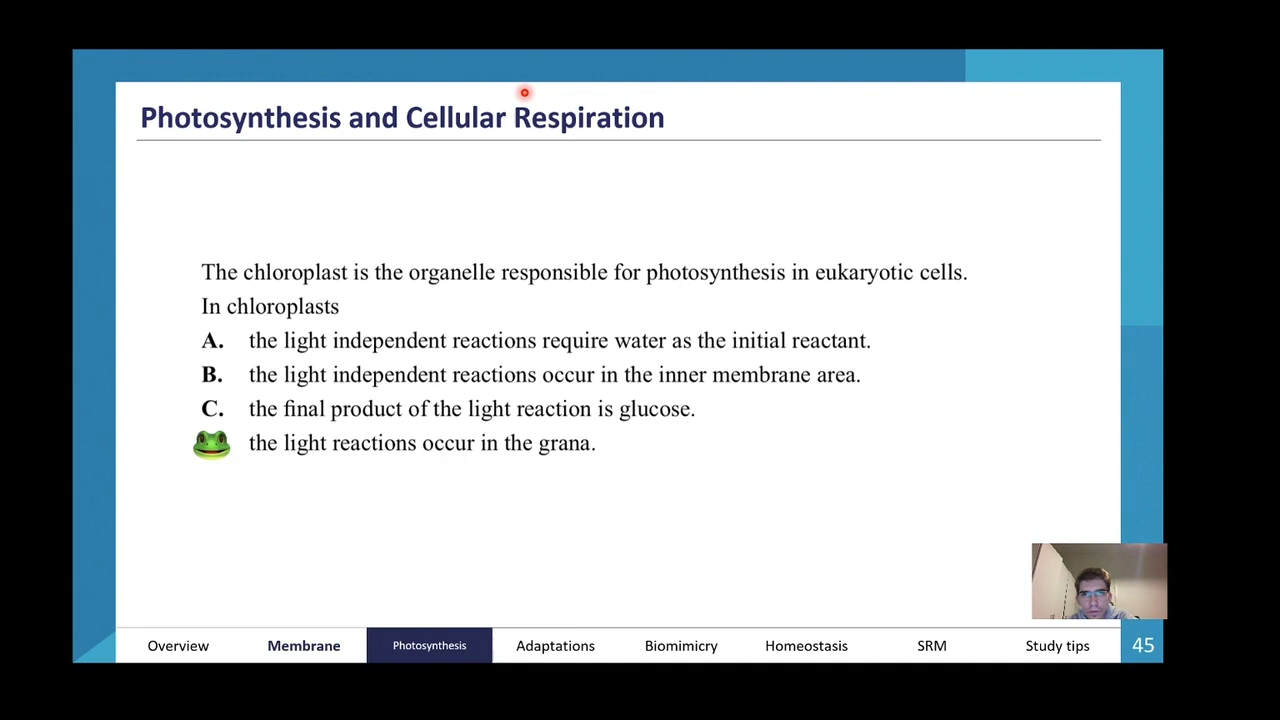 Photosynthesis and Cellular Respiration
The chloroplast is the organelle responsible for photosynthesis in eukaryotic cells.
In chloroplasts
A. the light independent reactions require water as the initial reactant.
B. the light independent reactions occur in the inner membrane area.
C. the final product of the light reaction is glucose.
the light reactions occur in the grana.
Overview Membrane Photosynthesis Adaptations Biomimicry Homeostasis SRM Study tips 45